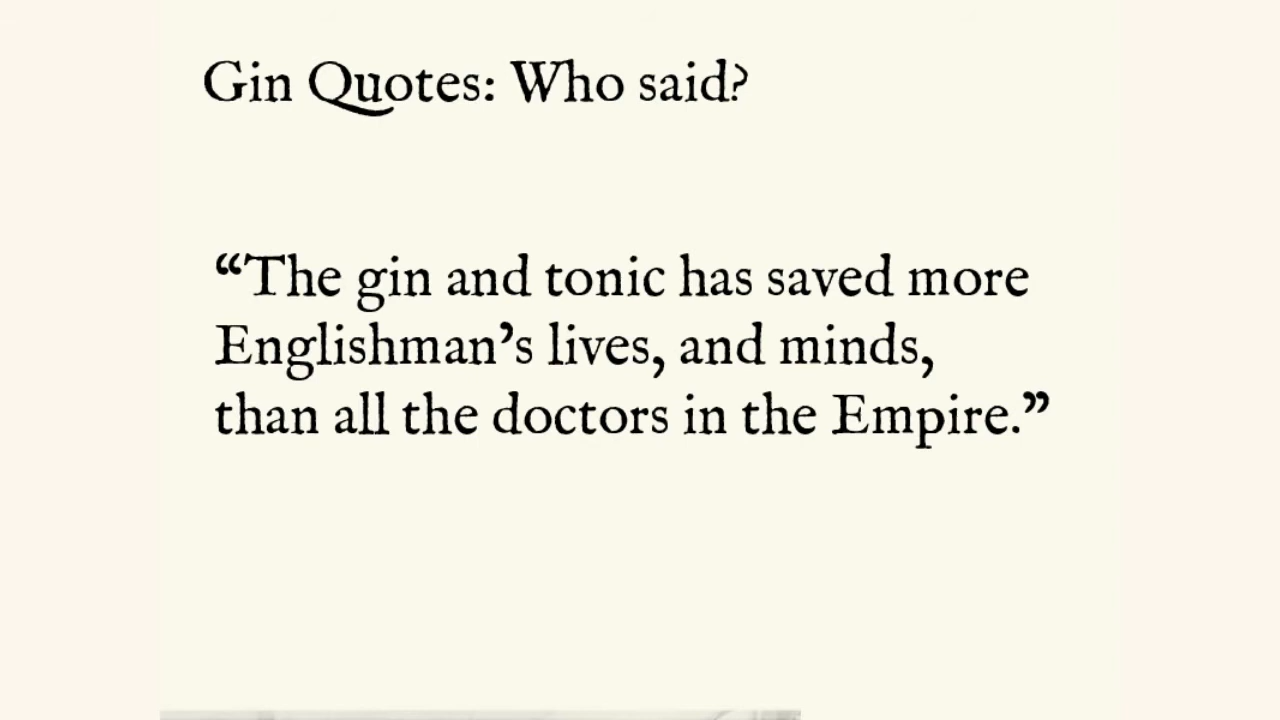 Gin Quotes: Who said?
“The gin and tonic has saved more
Englishman’s lives, and minds,
than all the doctors in the Empire.”